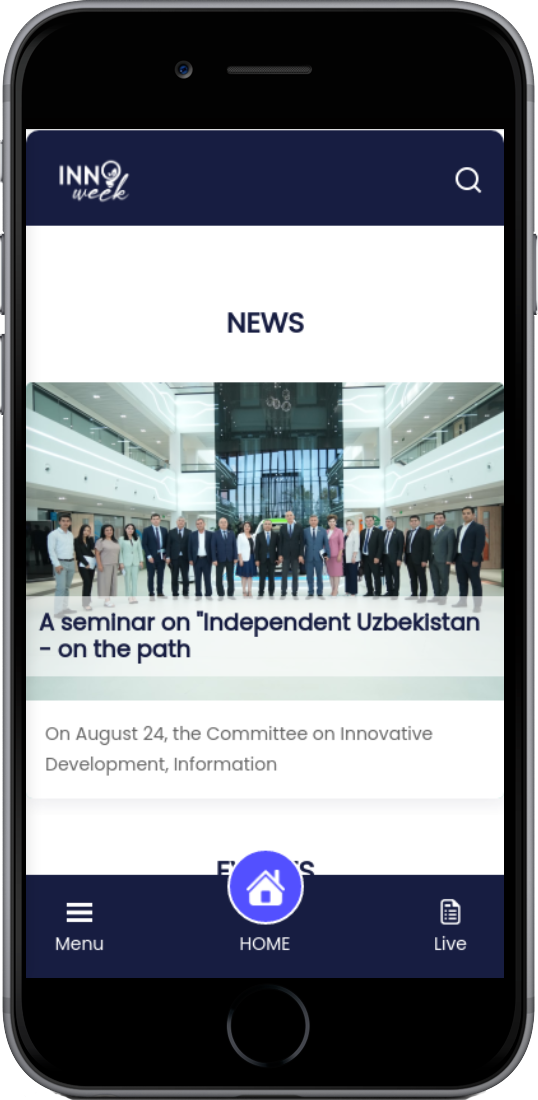 INNO
week
NEWS
A seminar on "Independent Uzbekistan
- on the path
On August 24, the Committee on Innovative
Development, Information
Menu
HOME
Live